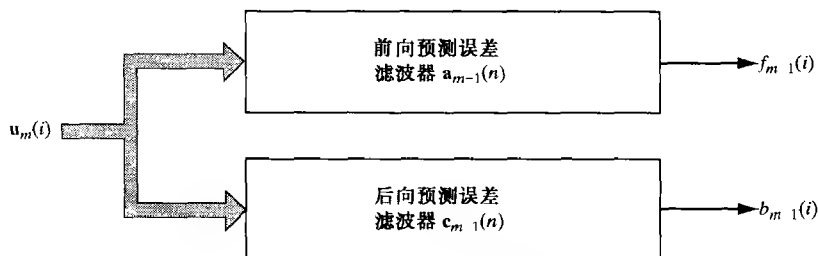 前向预测误差
滤波器 a_{m-1}(n)
f_{m 1}(i)
u_m(i)
后向预测误差
滤波器 c_{m 1}(n)
b_{m 1}(i)